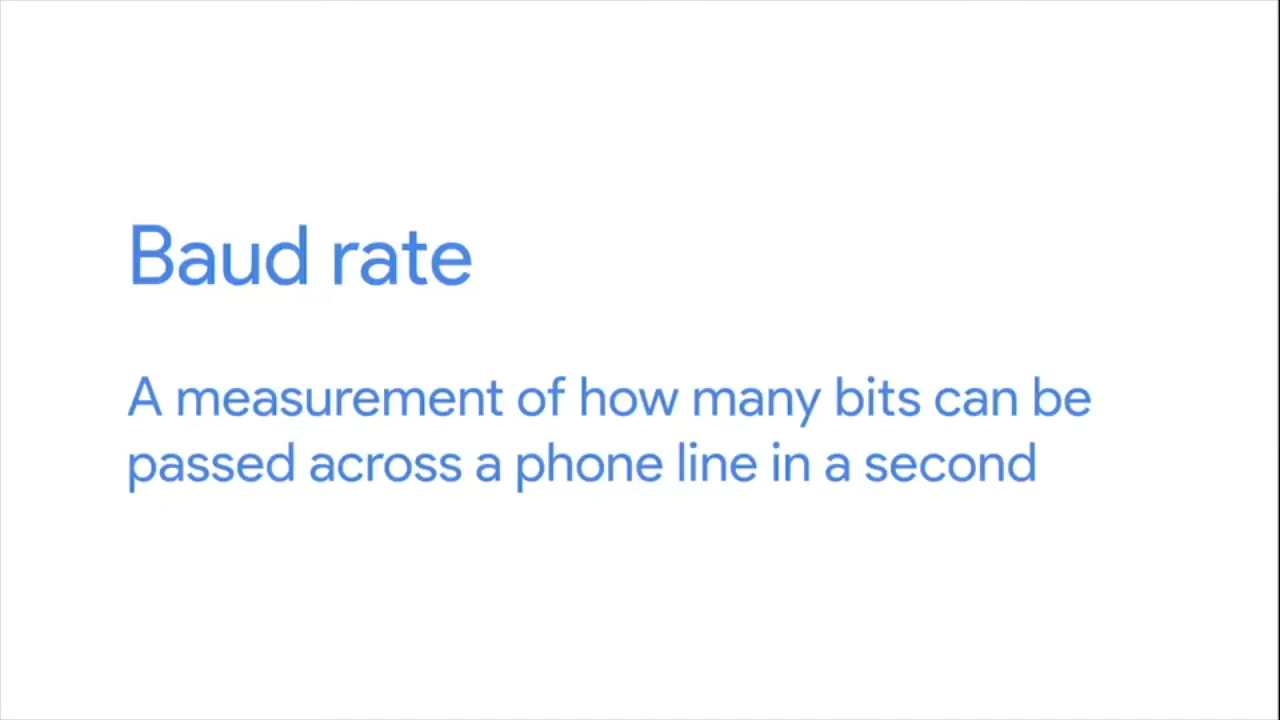 Baud rate
A measurement of how many bits can be
passed across a phone line in a second